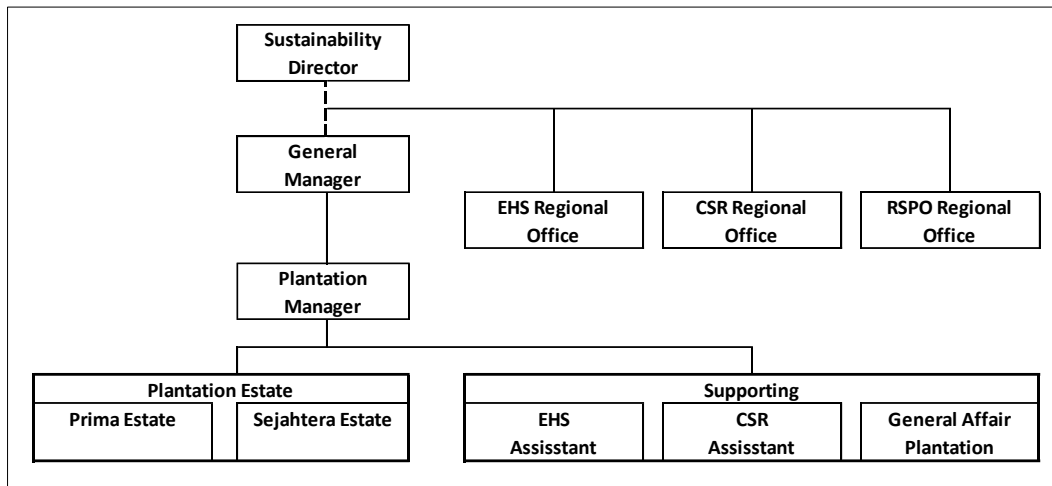 Sustainability
Director
General
Manager
EHS Regional
Office
CSR Regional
Office
RSPO Regional
Office
Plantation
Manager
Plantation Estate
Prima Estate
Sejahtera Estate
Supporting
EHS
Assisstant
CSR
Assisstant
General Affair
Plantation